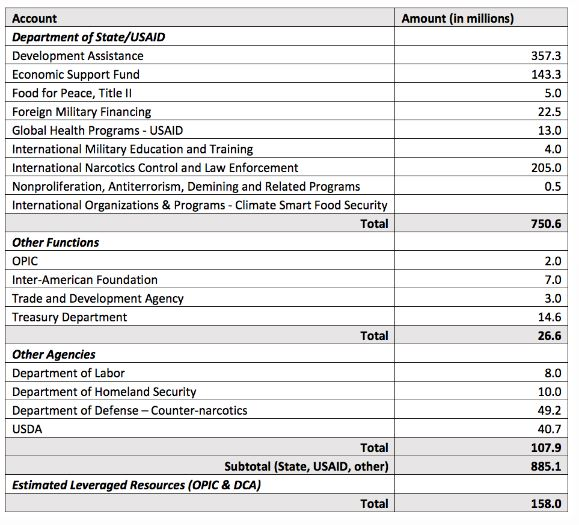 Account Amount (in millions)
Department of State/USAID
Development Assistance 357.3
Economic Support Fund 143.3
Food for Peace, Title II 5.0
Foreign Military Financing 22.5
Global Health Programs - USAID 13.0
International Military Education and Training 4.0
International Narcotics Control and Law Enforcement 205.0
Nonproliferation, Antiterrorism, Demining and Related Programs 0.5
International Organizations & Programs - Climate Smart Food Security
Total 750.6
Other Functions
OPIC 2.0
Inter-American Foundation 7.0
Trade and Development Agency 3.0
Treasury Department 14.6
Total 26.6
Other Agencies
Department of Labor 8.0
Department of Homeland Security 10.0
Department of Defense – Counter-narcotics 49.2
USDA 40.7
Total 107.9
Subtotal (State, USAID, other) 885.1
Estimated Leveraged Resources (OPIC & DCA)
Total 158.0